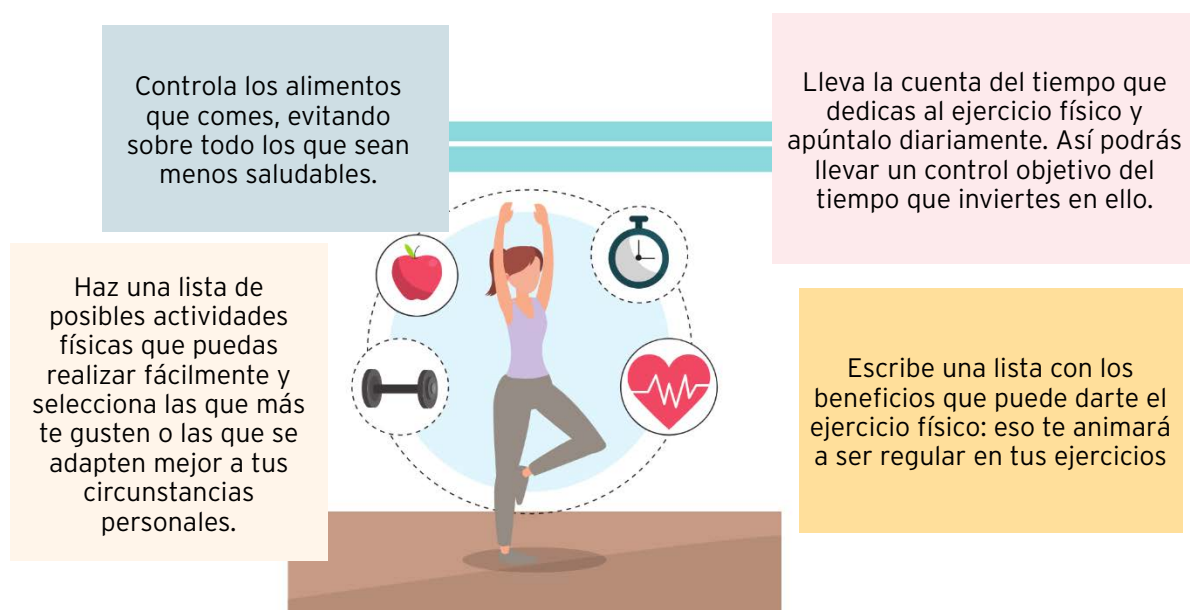 Controla los alimentos
que comes, evitando
sobre todo los que sean
menos saludables.
Lleva la cuenta del tiempo que
dedicas al ejercicio físico y
apúntalo diariamente. Así podrás
llevar un control objetivo del
tiempo que inviertes en ello.
Haz una lista de
posibles actividades
físicas que puedas
realizar fácilmente y
selecciona las que más
te gusten o las que se
adapten mejor a tus
circunstancias
personales.
Escribe una lista con los
beneficios que puede darte el
ejercicio físico: eso te animará
a ser regular en tus ejercicios